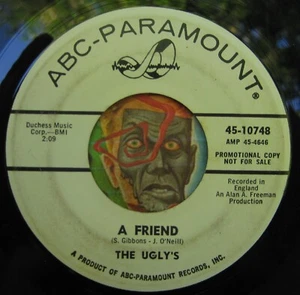 ABC-PARAMOUNT®
Duchess Music
Corp.—BMI
2:09
45-10748
AMP 45-4646
PROMOTIONAL COPY
NOT FOR SALE
Recorded in
England
An Alan A. Freeman
Production
A FRIEND
(S. Gibbons - J. O'Neill)
THE UGLY'S
A PRODUCT OF ABC-PARAMOUNT RECORDS, INC.